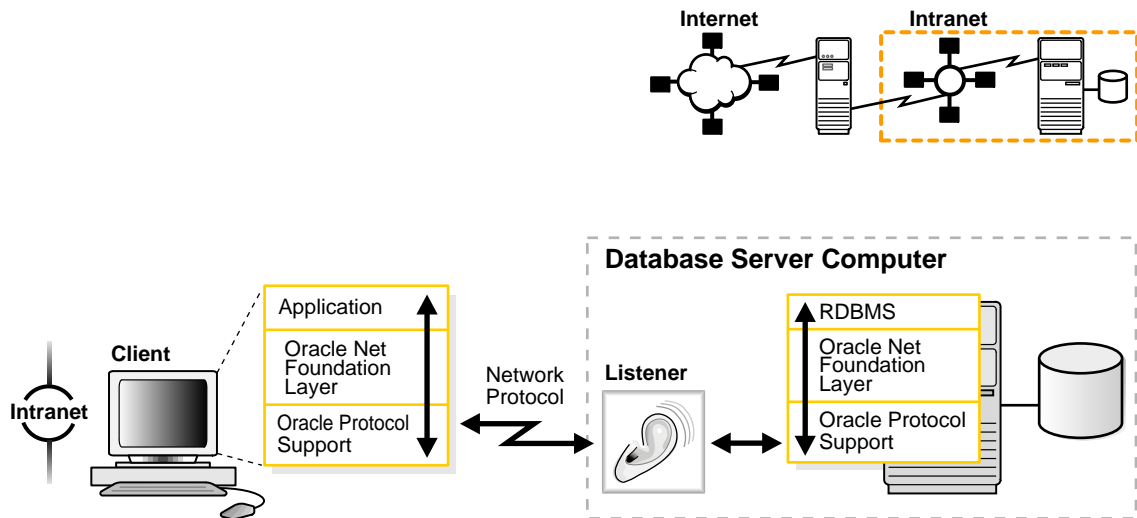 Internet
Intranet
Database Server Computer
Application
Oracle Net
Foundation
Layer
Oracle Protocol
Support
Client
Intranet
Network
Protocol
Listener
RDBMS
Oracle Net
Foundation
Layer
Oracle Protocol
Support